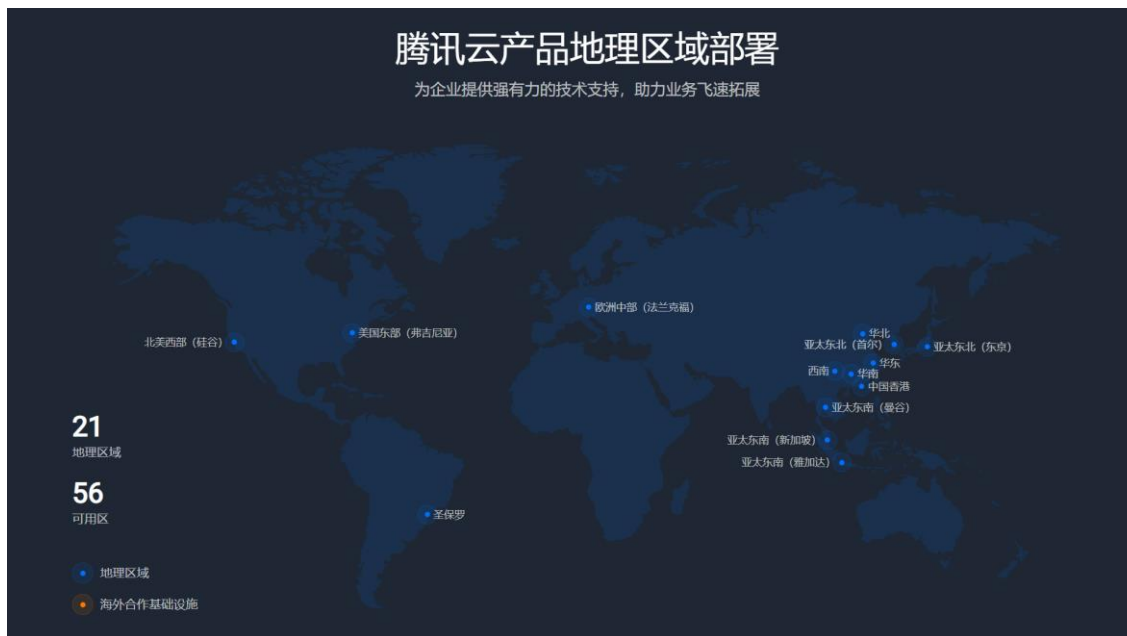 腾讯云产品地理区域部署
为企业提供强有力的技术支持，助力业务飞速拓展
欧洲中部（法兰克福）
美国东部（弗吉尼亚）
北美西部（硅谷）
华北
亚太东北（首尔）
亚太东北（东京）
华东
西南
华南
中国香港
亚太东南（曼谷）
21
地理区域
亚太东南（新加坡）
亚太东南（雅加达）
56
可用区
圣保罗
地理区域
海外合作基础设施